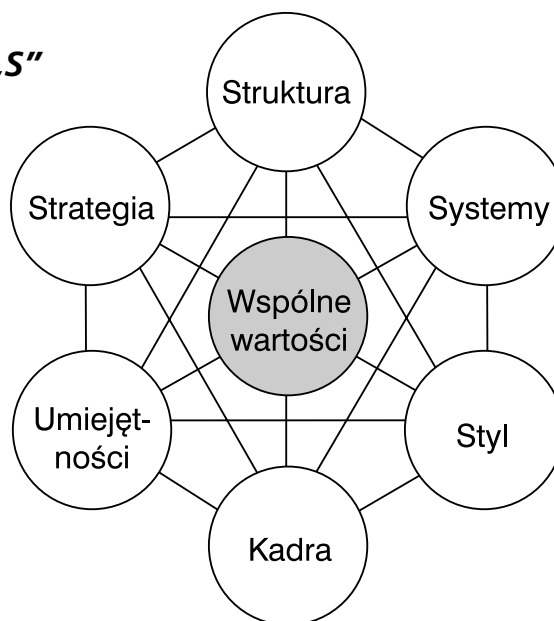 S”
Struktura
Strategia
Systemy
Wspólne
wartości
Umiejęt-
ności
Styl
Kadra